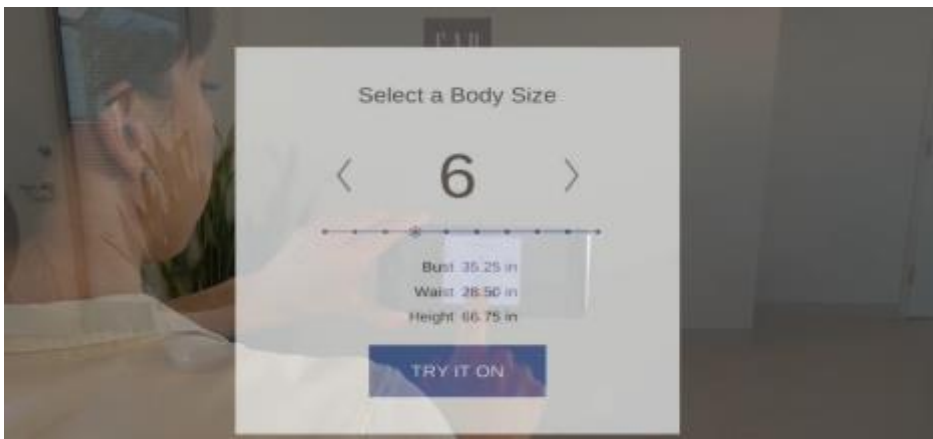 GAP
Select a Body Size
6
Bust 35.25 in
Waist 28.50 in
Height 66.75 in
TRY IT ON